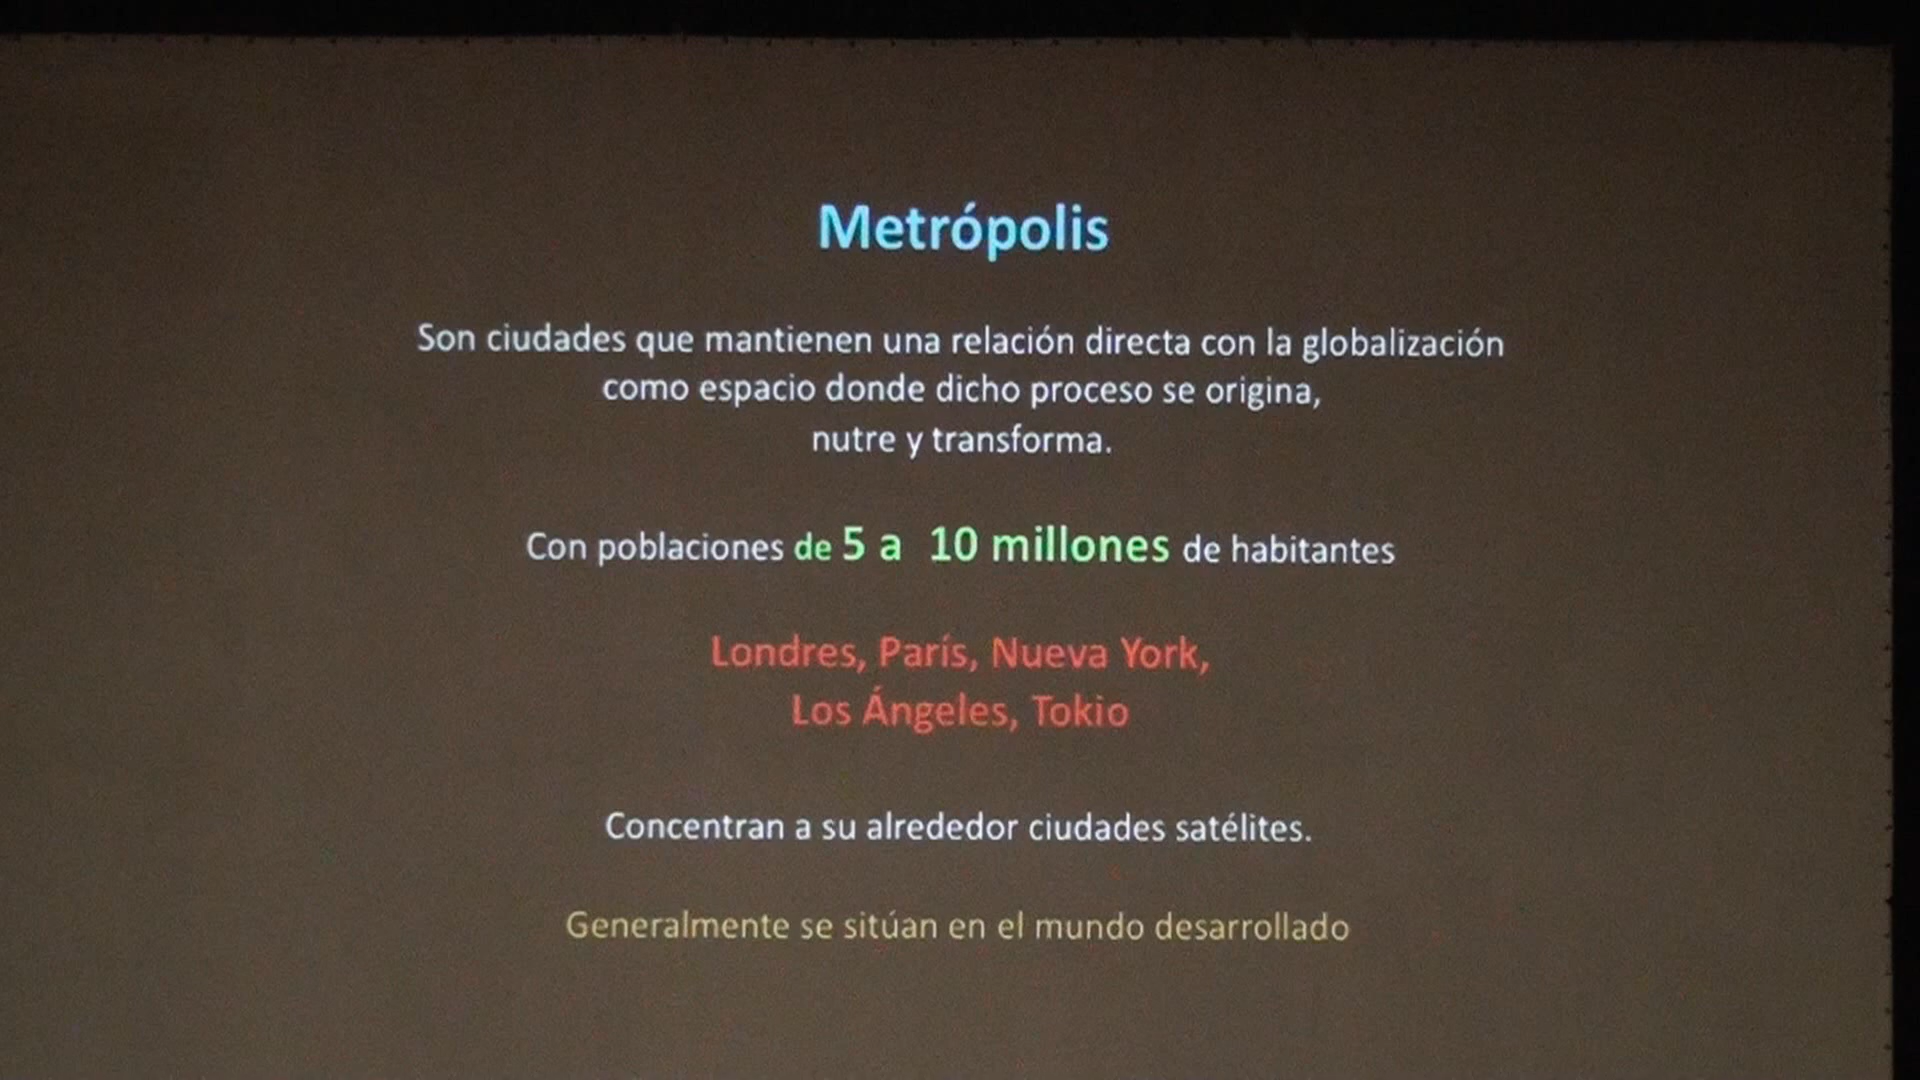 Metrópolis
Son ciudades que mantienen una relación directa con la globalización
como espacio donde dicho proceso se origina,
nutre y transforma.
Con poblaciones de 5 a 10 millones de habitantes
Londres, París, Nueva York,
Los Ángeles, Tokio
Concentran a su alrededor ciudades satélites.
Generalmente se sitúan en el mundo desarrollado